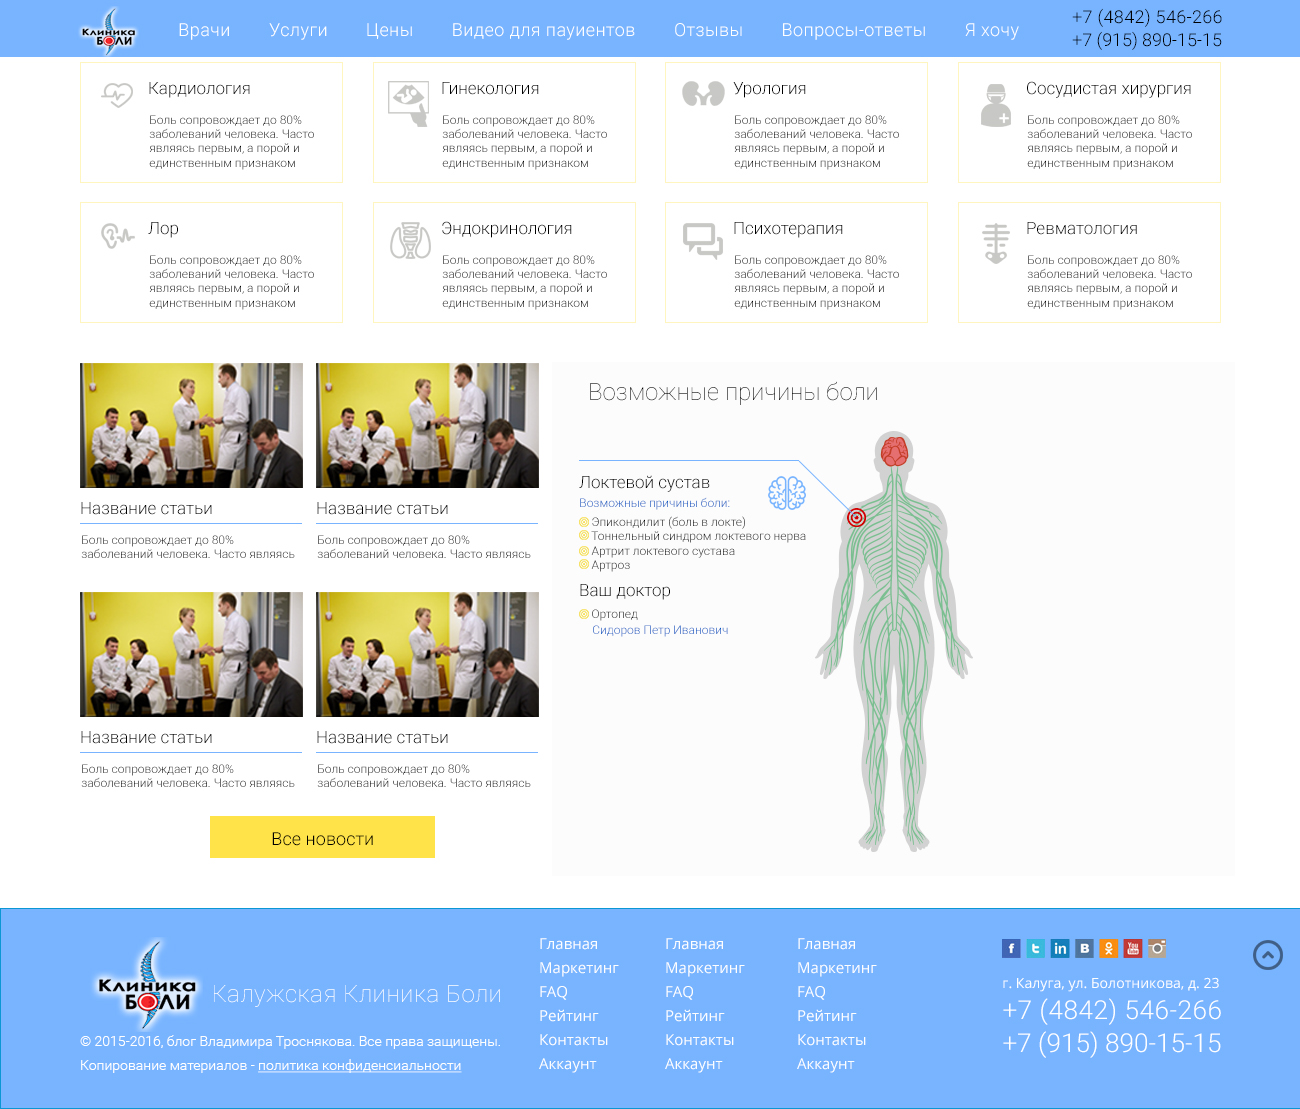 Клиника
Боли
Врачи
Услуги
Цены
Видео для пауиентов
Отзывы
Вопросы-ответы
Я хочу
+7 (4842) 546-266
+7 (915) 890-15-15
Кардиология
Боль сопровождает до 80%
заболеваний человека. Часто
являясь первым, а порой и
единственным признаком
Гинекология
Боль сопровождает до 80%
заболеваний человека. Часто
являясь первым, а порой и
единственным признаком
Урология
Боль сопровождает до 80%
заболеваний человека. Часто
являясь первым, а порой и
единственным признаком
Сосудистая хирургия
Боль сопровождает до 80%
заболеваний человека. Часто
являясь первым, а порой и
единственным признаком
Лор
Боль сопровождает до 80%
заболеваний человека. Часто
являясь первым, а порой и
единственным признаком
Эндокринология
Боль сопровождает до 80%
заболеваний человека. Часто
являясь первым, а порой и
единственным признаком
Психотерапия
Боль сопровождает до 80%
заболеваний человека. Часто
являясь первым, а порой и
единственным признаком
Ревматология
Боль сопровождает до 80%
заболеваний человека. Часто
являясь первым, а порой и
единственным признаком
Название статьи
Боль сопровождает до 80%
заболеваний человека. Часто являясь
Название статьи
Боль сопровождает до 80%
заболеваний человека. Часто являясь
Название статьи
Боль сопровождает до 80%
заболеваний человека. Часто являясь
Название статьи
Боль сопровождает до 80%
заболеваний человека. Часто являясь
Все новости
Возможные причины боли
Локтевой сустав
Возможные причины боли:
Эпикондилит (боль в локте)
Тоннельный синдром локтевого нерва
Артрит локтевого сустава
Артроз
Ваш доктор
Ортопед
Сидоров Петр Иванович
Клиника
Боли
Калужская Клиника Боли
© 2015-2016, блог Владимира Троснякова. Все права защищены.
Копирование материалов - политика конфиденсиальности
Главная
Маркетинг
FAQ
Рейтинг
Контакты
Аккаунт
Главная
Маркетинг
FAQ
Рейтинг
Контакты
Аккаунт
Главная
Маркетинг
FAQ
Рейтинг
Контакты
Аккаунт
г. Калуга, ул. Болотникова, д. 23
+7 (4842) 546-266
+7 (915) 890-15-15